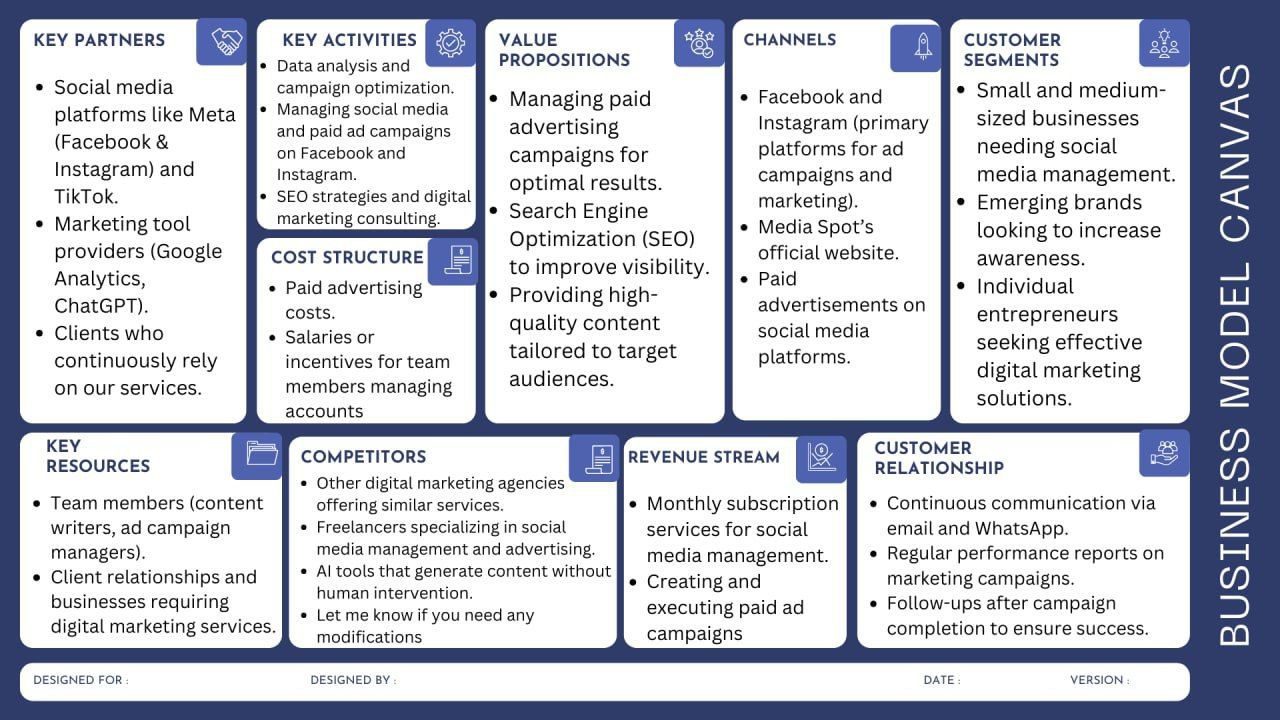 KEY PARTNERS
• Social media
platforms like Meta
(Facebook &
Instagram) and
TikTok.
• Marketing tool
providers (Google
Analytics,
ChatGPT).
• Clients who
continuously rely
on our services.
KEY ACTIVITIES
• Data analysis and
campaign optimization.
• Managing social media
and paid ad campaigns
on Facebook and
Instagram.
• SEO strategies and digital
marketing consulting.
COST STRUCTURE
• Paid advertising
costs.
• Salaries or
incentives for team
members managing
accounts
VALUE
PROPOSITIONS
• Managing paid
advertising
campaigns for
optimal results.
• Search Engine
Optimization (SEO)
to improve visibility.
• Providing high-
quality content
tailored to target
audiences.
CHANNELS
• Facebook and
Instagram (primary
platforms for ad
campaigns and
marketing).
• Media Spot’s
official website.
• Paid
advertisements on
social media
platforms.
CUSTOMER
SEGMENTS
• Small and medium-
sized businesses
needing social
media management.
• Emerging brands
looking to increase
awareness.
• Individual
entrepreneurs
seeking effective
digital marketing
solutions.
KEY
RESOURCES
• Team members (content
writers, ad campaign
managers).
• Client relationships and
businesses requiring
digital marketing services.
COMPETITORS
• Other digital marketing agencies
offering similar services.
• Freelancers specializing in social
media management and advertising.
• AI tools that generate content without
human intervention.
• Let me know if you need any
modifications
REVENUE STREAM
• Monthly subscription
services for social
media management.
• Creating and
executing paid ad
campaigns
CUSTOMER
RELATIONSHIP
• Continuous communication via
email and WhatsApp.
• Regular performance reports on
marketing campaigns.
• Follow-ups after campaign
completion to ensure success.
BUSINESS MODEL CANVAS
DESIGNED FOR :
DESIGNED BY :
DATE :
VERSION :